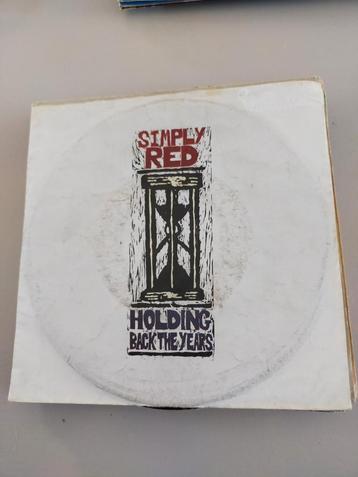 SIMPLY
RED
HOLDING
BACK THE YEARS